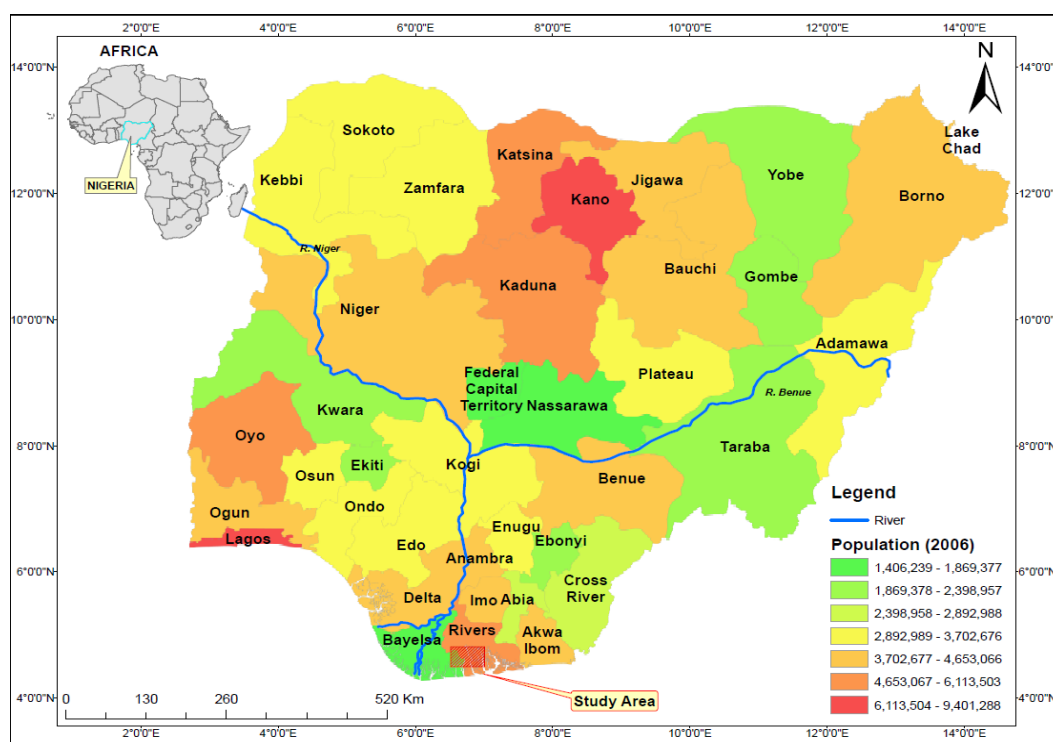 2°0'0"E 4°0'0"E 6°0'0"E 8°0'0"E 10°0'0"E 12°0'0"E 14°0'0"E
AFRICA
N
14°0'0"N 14°0'0"N
Sokoto
Katsina
Lake
Chad
NIGERIA
Kebbi
Zamfara
Jigawa
Yobe
Kano
Borno
12°0'0"N 12°0'0"N
R. Niger
Bauchi
Gombe
Kaduna
Niger
10°0'0"N 10°0'0"N
Adamawa
Plateau
Federal
Capital
Territory Nassarawa
R. Benue
Kwara
Oyo
Taraba
8°0'0"N 8°0'0"N
Ekiti
Kogi
Osun
Benue
Ondo
Ogun
Enugu
Lagos
Edo
Ebonyi
Anambra
6°0'0"N 6°0'0"N
Cross
River
Delta
Imo
Abia
Rivers
Akwa
Ibom
Bayelsa
4°0'0"N 4°0'0"N
Study Area
Legend
River
Population (2006)
1,406,239 - 1,869,377
1,869,378 - 2,398,957
2,398,958 - 2,892,988
2,892,989 - 3,702,676
3,702,677 - 4,653,066
4,653,067 - 6,113,503
6,113,504 - 9,401,288
0 130 260 520 Km
2°0'0"E 4°0'0"E 6°0'0"E 8°0'0"E 10°0'0"E 12°0'0"E 14°0'0"E